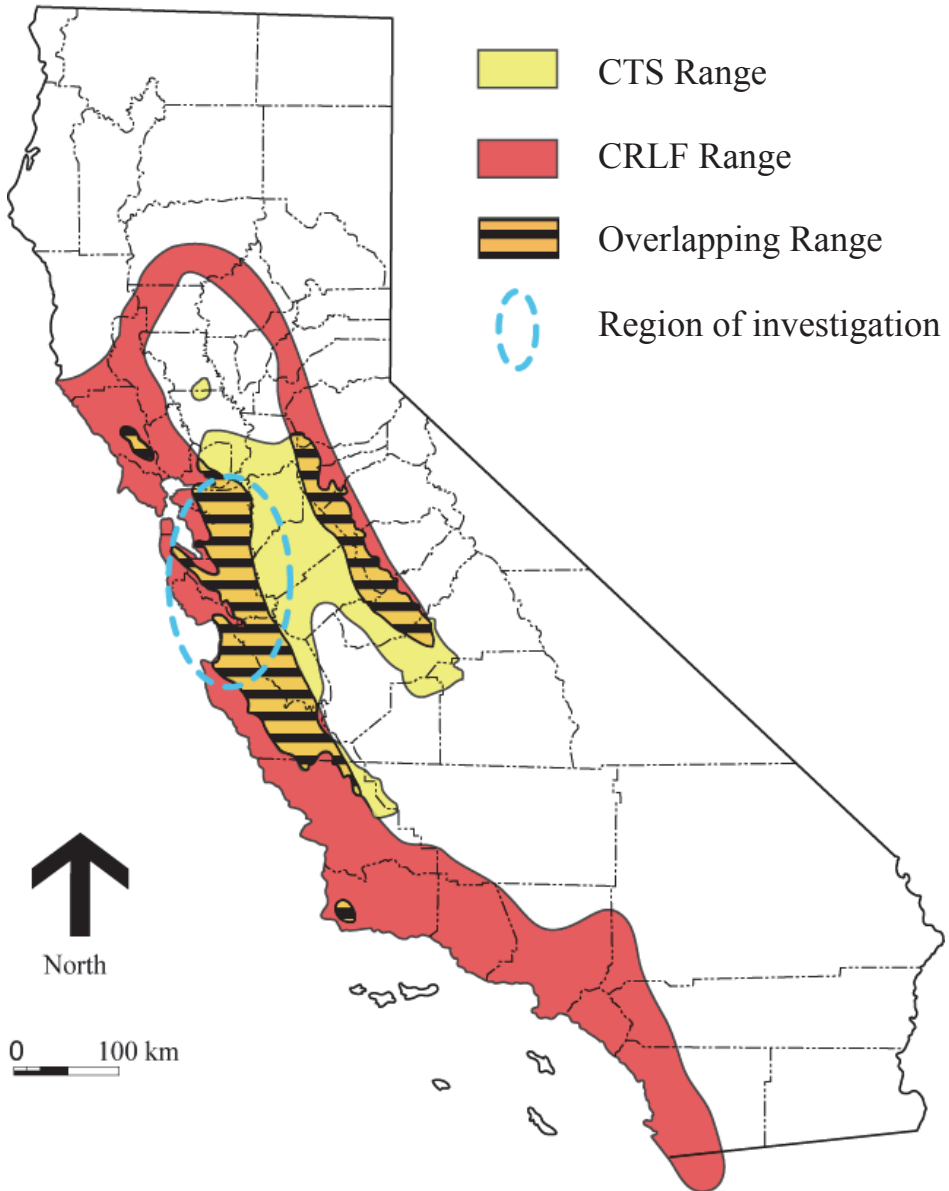 CTS Range
CRLF Range
Overlapping Range
Region of investigation
North
0 100 km